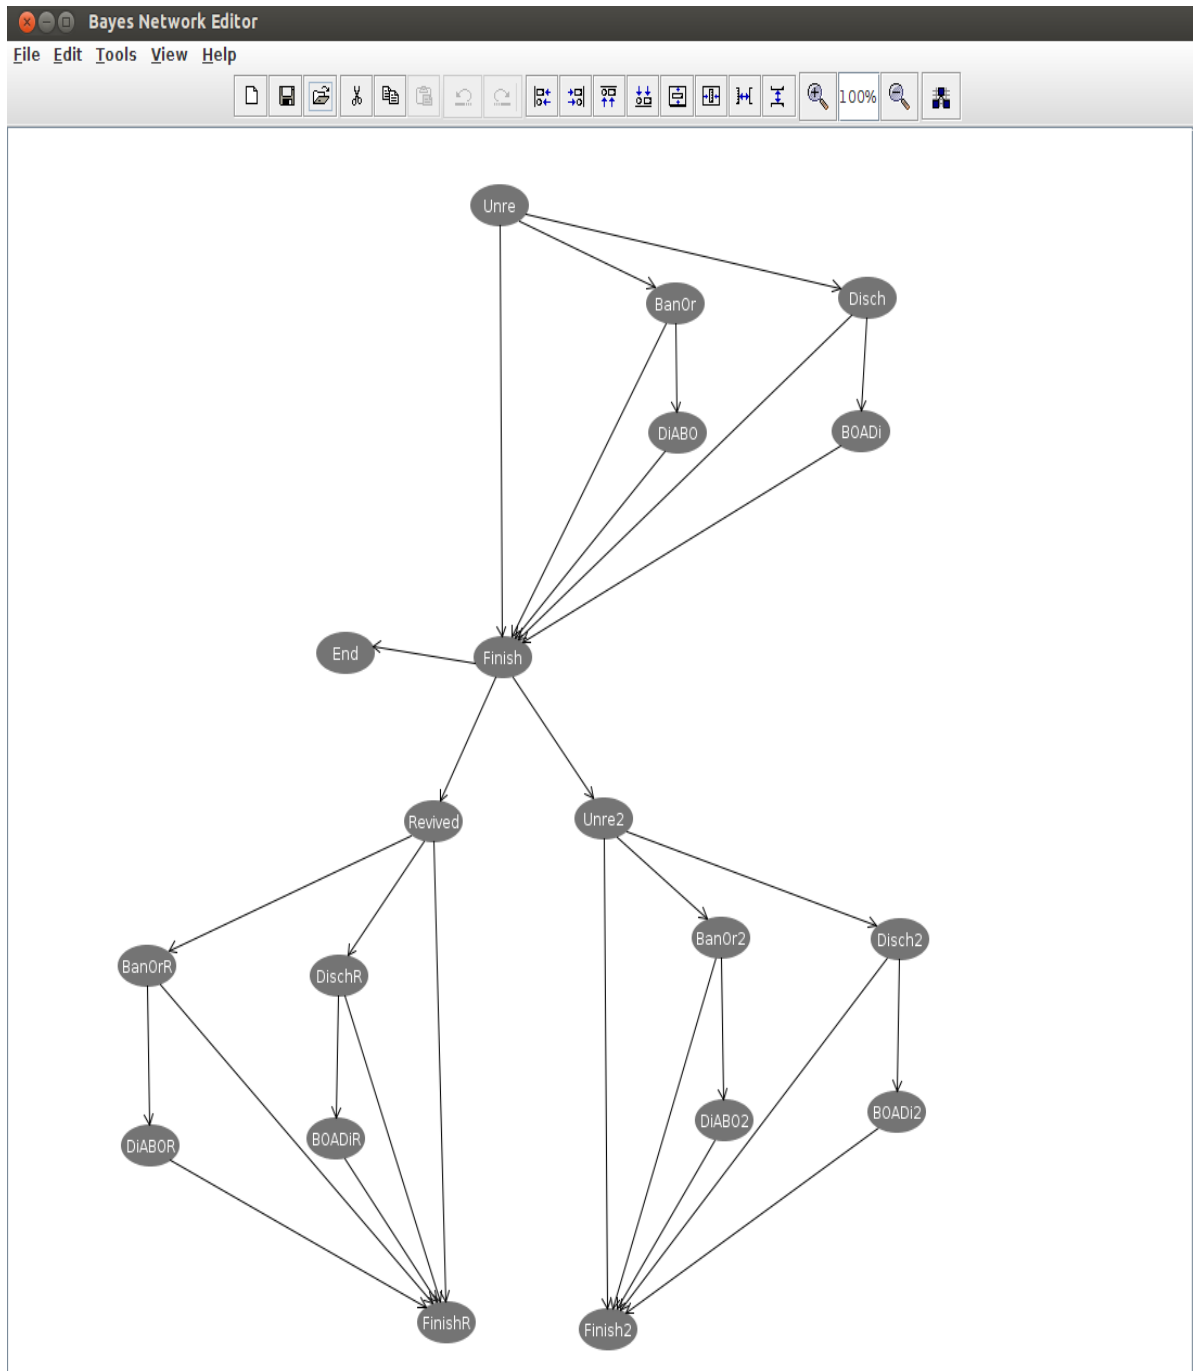 Bayes Network Editor
File Edit Tools View Help
100%
Unre
BanOr
Disch
DiABO
BOADi
End
Finish
Revived
Unre2
BanOrR
DischR
BanOr2
Disch2
DiABOR
BOADiR
DiABO2
BOADi2
FinishR
Finish2